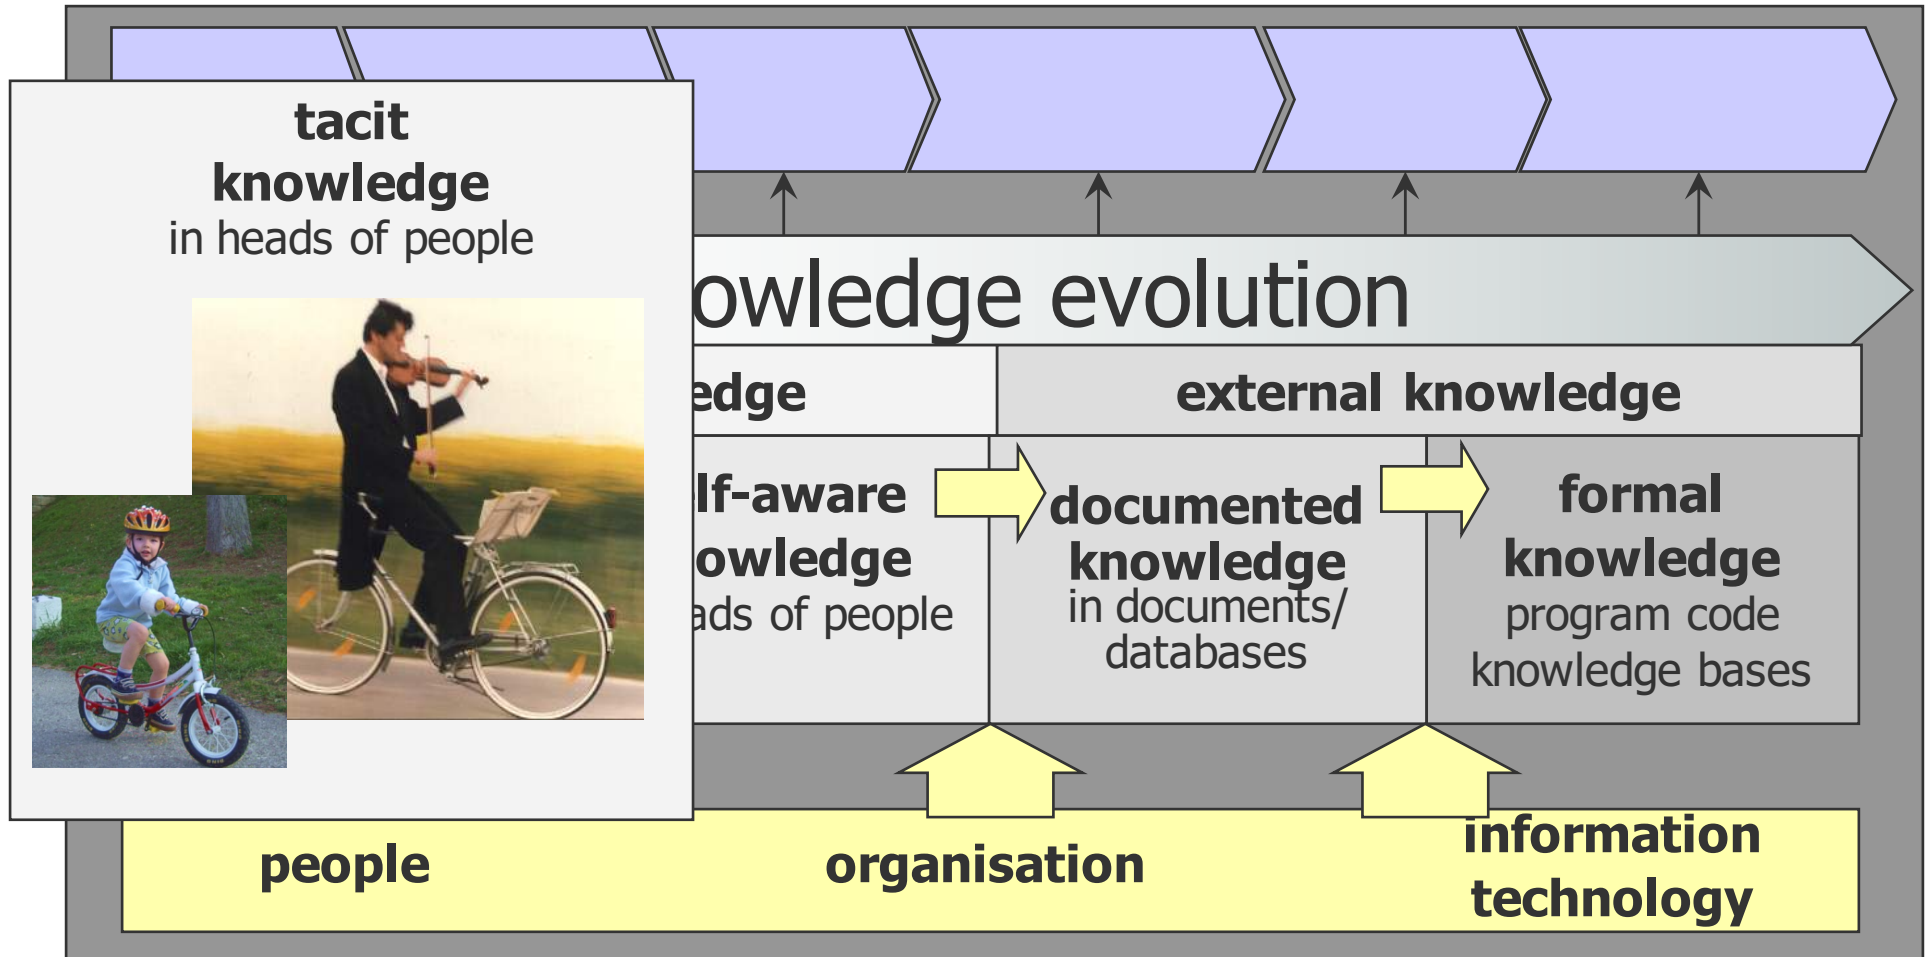 tacit
knowledge
in heads of people
owledge evolution
edge
external knowledge
lf-aware
owledge
ads of people
documented
knowledge
in documents/
databases
formal
knowledge
program code
knowledge bases
people
organisation
information
technology